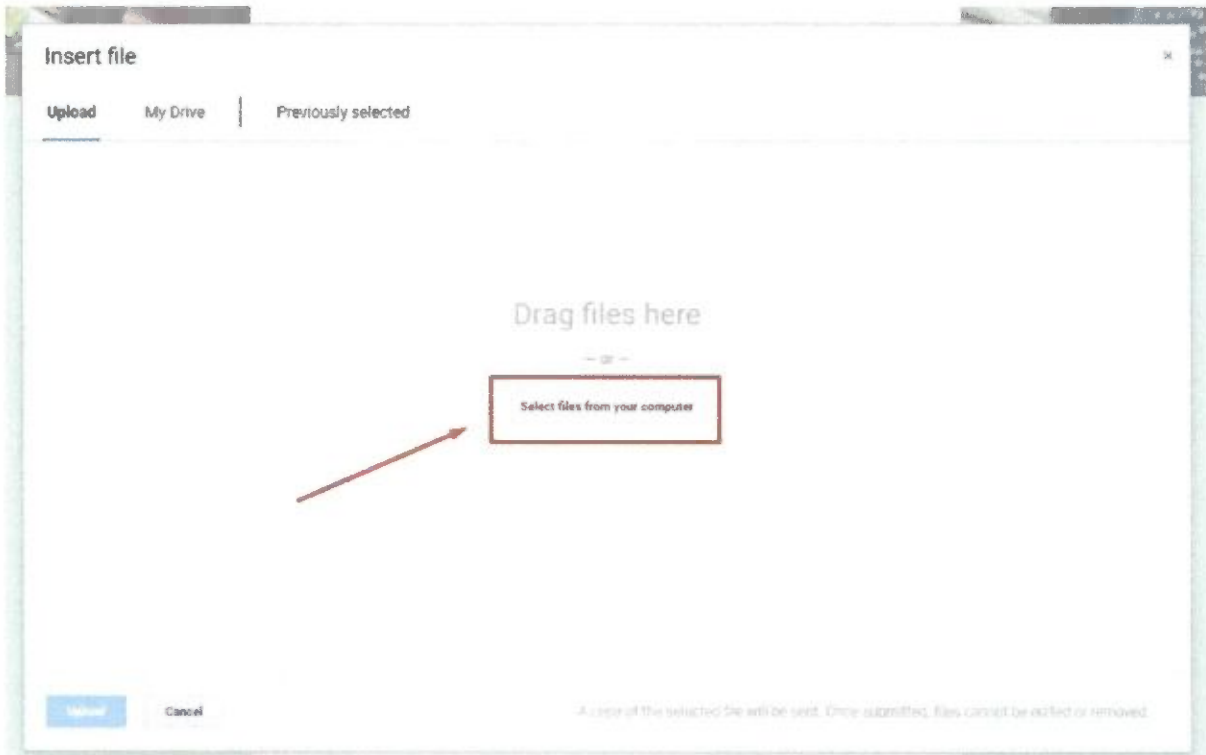 Insert file
×
Upload My Drive Previously selected
Drag files here
— or —
Select files from your computer
Upload Cancel
A copy of the selected file will be sent. Once submitted, files cannot be edited or removed.